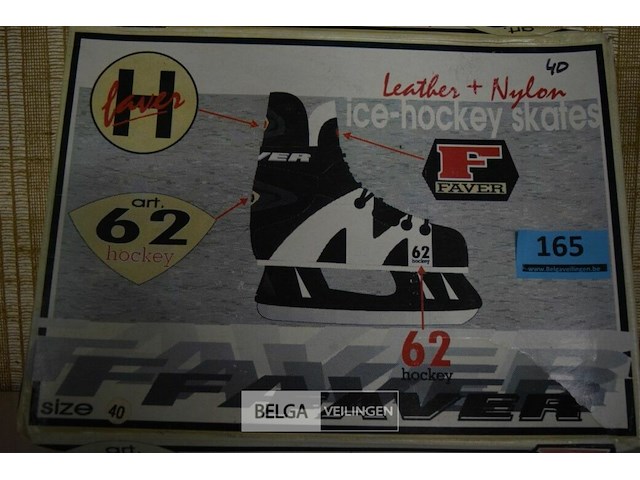 40
Leather + Nylon
ice-hockey skates
H
faver
F
FAVER
art.
62
hockey
AVER
62
hockey
165
www.Belgaveilingen.be
62
hockey
FAVER
FAVER
size 40
BELGA VEILINGEN